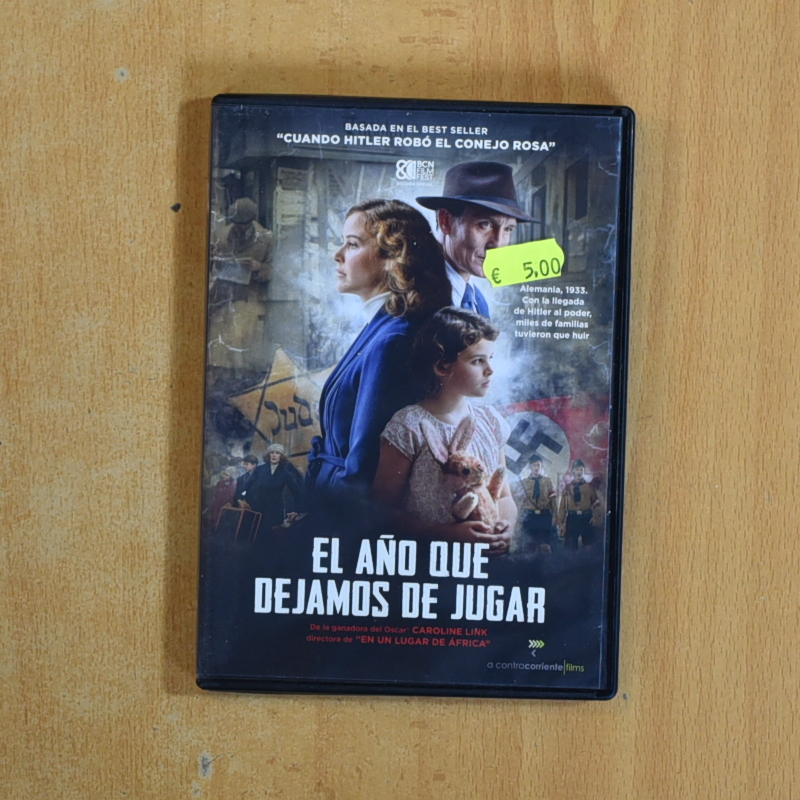 BASADA EN EL BEST SELLER
"CUANDO HITLER ROBÓ EL CONEJO ROSA"
BCN
FILM
FEST
€ 5,00
Alemania, 1933.
Con la llegada
de Hitler al poder,
miles de familias
tuvieron que huir
Jude
EL AÑO QUE
DEJAMOS DE JUGAR
De la ganadora del Oscar® CAROLINE LINK
directora de "EN UN LUGAR DE ÁFRICA"
a contracorriente films